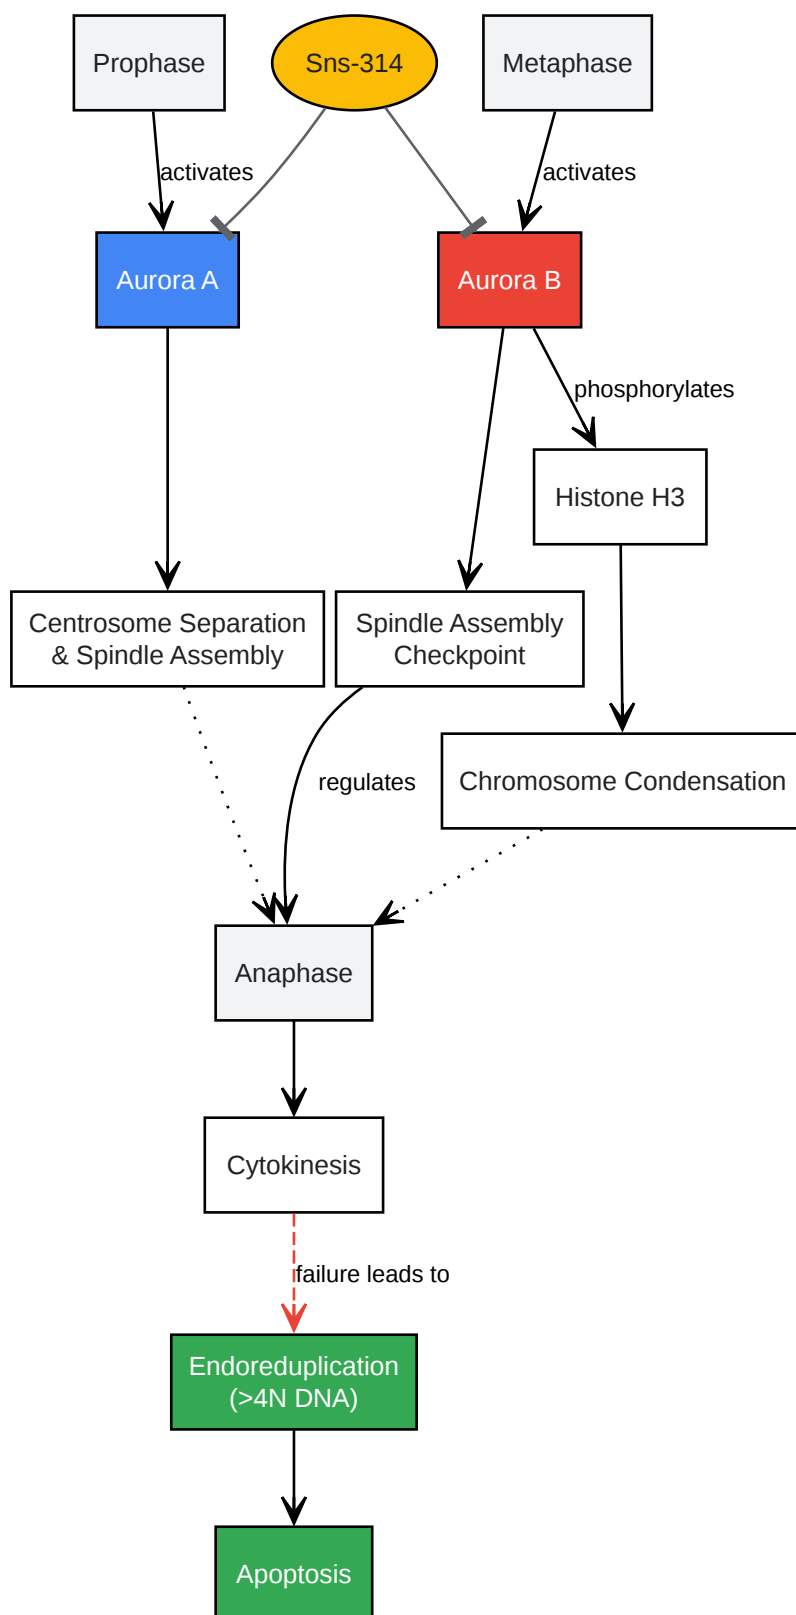 Prophase
Sns-314
Metaphase
activates
activates
Aurora A
Aurora B
phosphorylates
Histone H3
Centrosome Separation
& Spindle Assembly
Spindle Assembly
Checkpoint
regulates
Chromosome Condensation
Anaphase
Cytokinesis
failure leads to
Endoreduplication
(>4N DNA)
Apoptosis